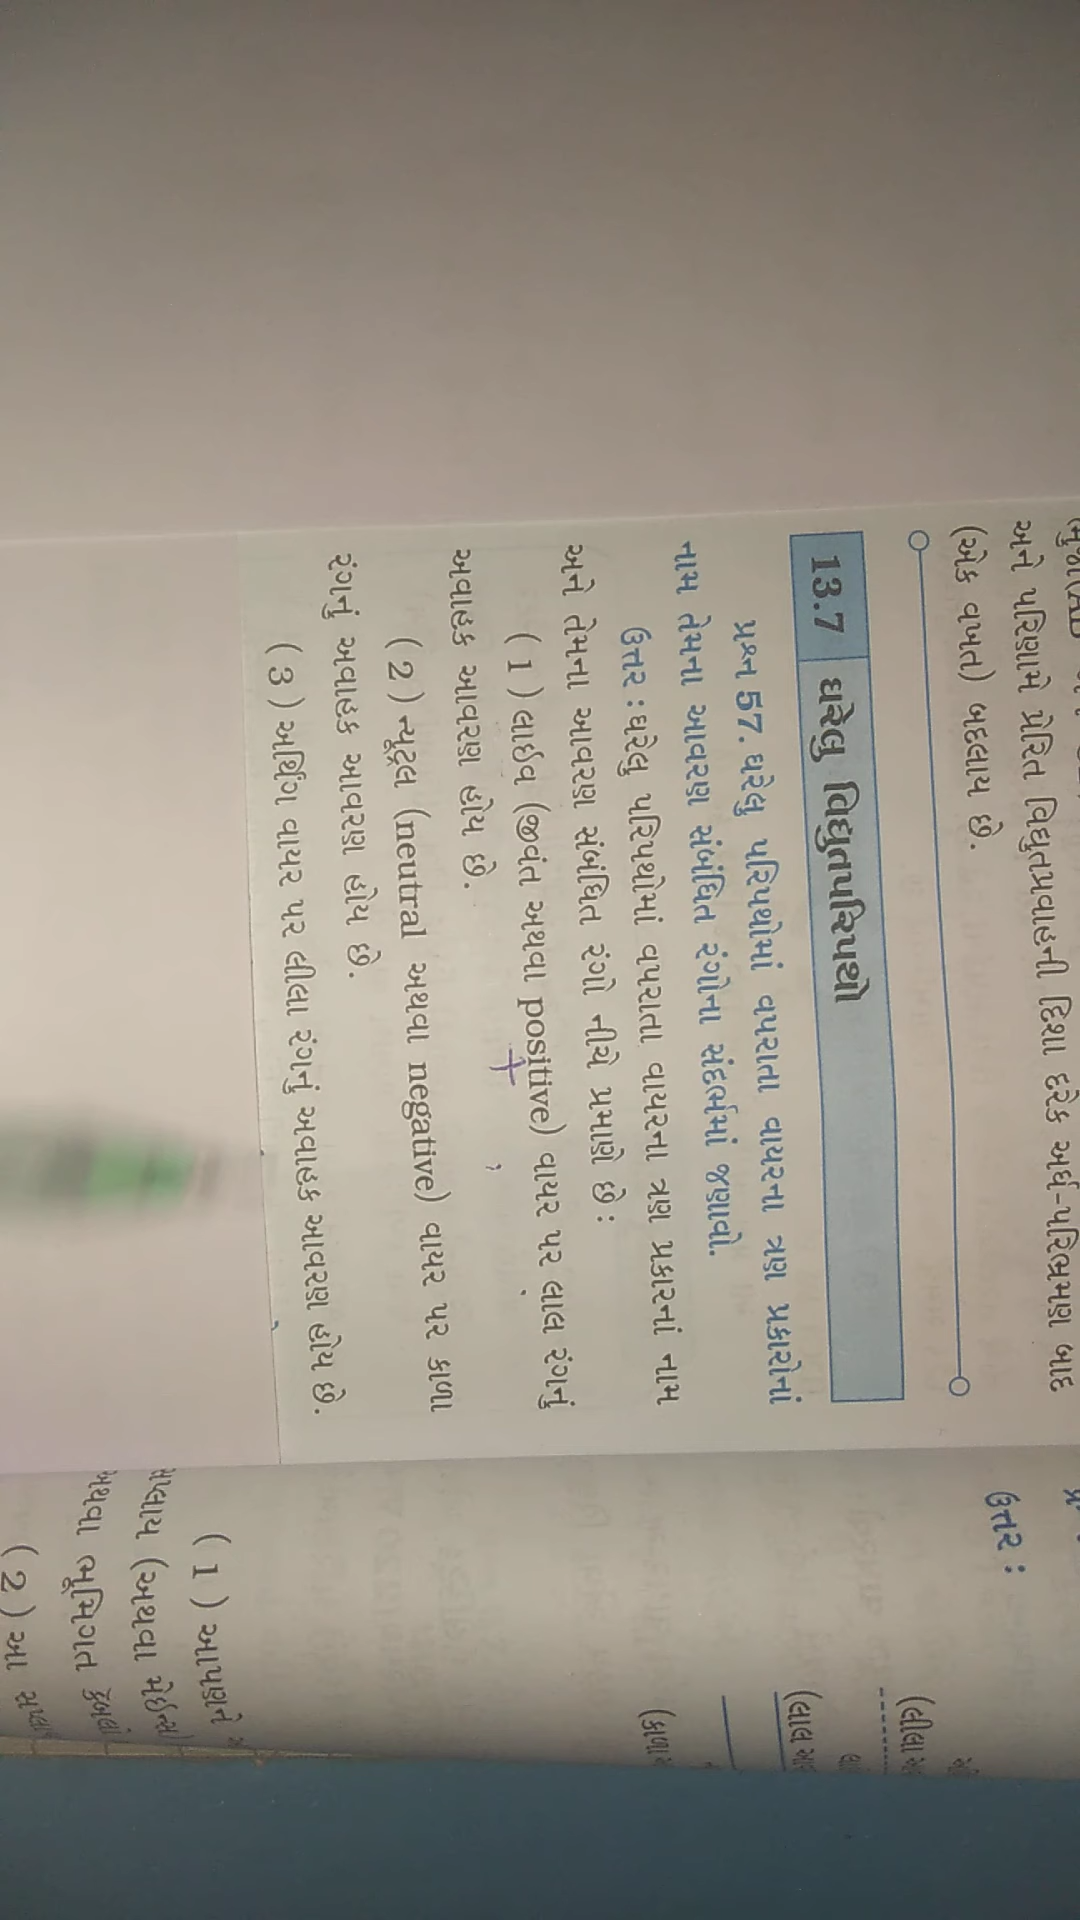 અને પરિણામે પ્રેરિત વિદ્યુતપ્રવાહની દિશા દરેક અર્ધ-પરિભ્રમણ બાદ
(એક વખત) બદલાય છે.
13.7 ઘરેલુ વિદ્યુતપરિપથો
પ્રશ્ન 57. ઘરેલુ પરિપથોમાં વપરાતા વાયરના ત્રણ પ્રકારોનાં
નામ તેમના આવરણ સંબંધિત રંગોના સંદર્ભમાં જણાવો.
ઉત્તર : ઘરેલુ પરિપથોમાં વપરાતા વાયરના ત્રણ પ્રકારનાં નામ
અને તેમના આવરણ સંબંધિત રંગો નીચે પ્રમાણે છે :
( 1 ) લાઈવ (જીવંત અથવા positive) વાયર પર લાલ રંગનું
+
અવાહક આવરણ હોય છે.
( 2 ) ન્યૂટ્રલ (neutral અથવા negative) વાયર પર કાળા
રંગનું અવાહક આવરણ હોય છે.
( 3 ) અર્થિંગ વાયર પર લીલા રંગનું અવાહક આવરણ હોય છે.
ઉત્તર :
(લીલા
(લાલ
(કાળા
( 1 ) આપણને
સપ્લાય (અથવા
અથવા ભૂમિગત
( 2 ) આ